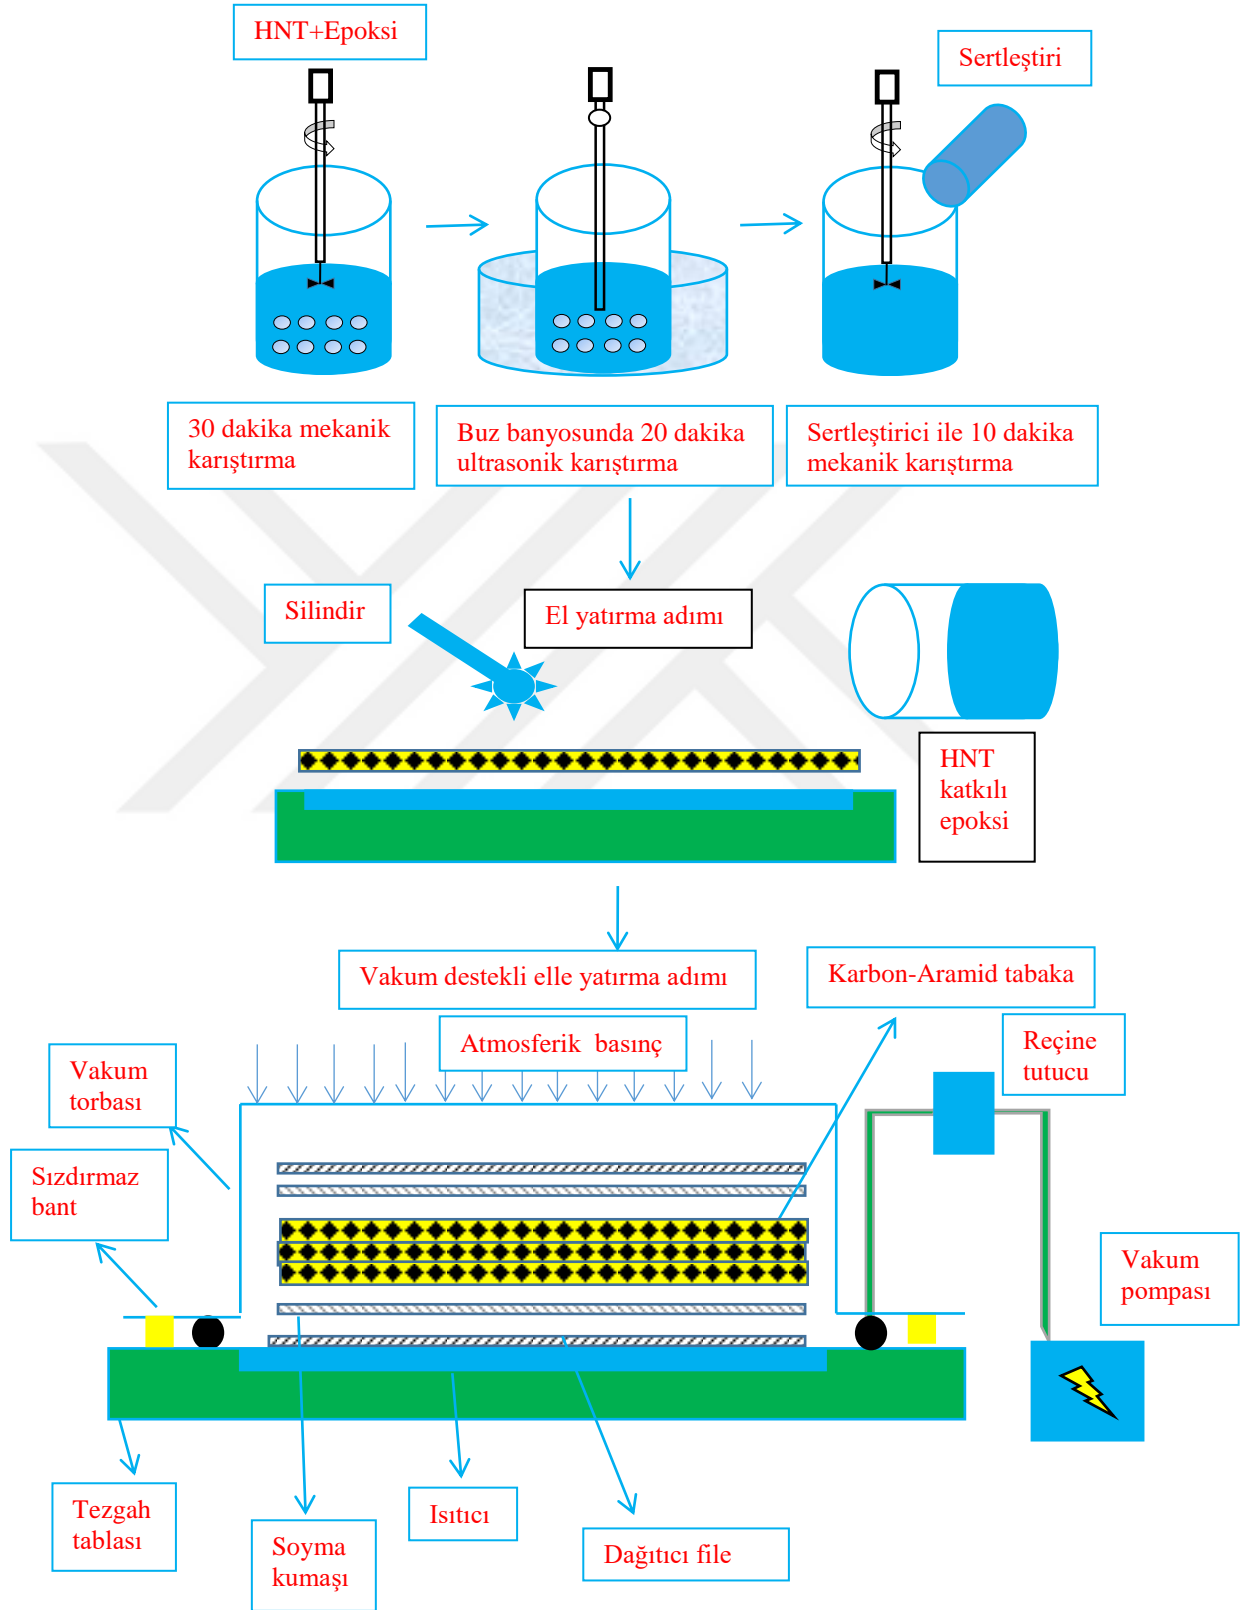 HNT+Epoksi
Sertleştiri
30 dakika mekanik
karıştırma
Buz banyosunda 20 dakika
ultrasonik karıştırma
Sertleştirici ile 10 dakika
mekanik karıştırma
Silindir
El yatırma adımı
HNT
katkılı
epoksi
Vakum destekli elle yatırma adımı
Karbon-Aramid tabaka
Atmosferik basınç
Reçine
tutucu
Vakum
torbası
Sızdırmaz
bant
Vakum
pompası
Tezgah
tablası
Soyma
kumaşı
Isıtıcı
Dağıtıcı file